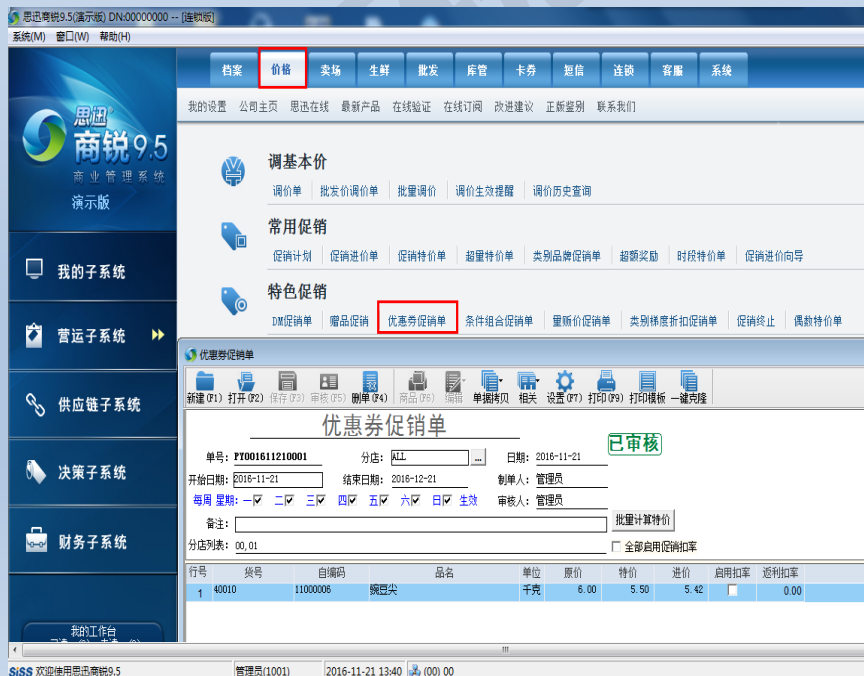 思迅商锐9.5(演示版) DN:00000000 -- [连锁版]
系统(M) 窗口(W) 帮助(H)
档案 价格 卖场 生鲜 批发 库管 卡券 短信 连锁 客服 系统
我的设置 公司主页 思迅在线 最新产品 在线验证 在线订阅 改进建议 正版鉴别 联系我们
思迅
商锐9.5
商业管理系统
演示版
我的子系统
营运子系统
供应链子系统
决策子系统
财务子系统
我的工作台
调基本价
调价单 批发价调价单 批量调价 调价生效提醒 调价历史查询
常用促销
促销计划 促销进价单 促销特价单 超量特价单 类别品牌促销单 超额奖励 时段特价单 促销进价向导
特色促销
DM促销单 赠品促销 优惠券促销单 条件组合促销单 量贩价促销单 类别梯度折扣促销单 促销终止 偶数特价单
优惠券促销单
新建(F1) 打开(F2) 保存(F3) 审核(F5) 删单(F4) 商品(F6) 编辑 单据拷贝 相关 设置(F7) 打印(F9) 打印模板 一键克隆
优惠券促销单
已审核
单号: PY001611210001 分店: ALL ... 日期: 2016-11-21
开始日期: 2016-11-21 结束日期: 2016-12-21 制单人: 管理员
每周 星期: 一 二 三 四 五 六 日 生效 审核人: 管理员
备注: 批量计算特价
分店列表: 00,01 全部启用促销扣率
行号 货号 自编码 品名 单位 原价 特价 进价 启用扣率 返利扣率
1 40010 11000006 豌豆尖 千克 6.00 5.50 5.42 0.00
SiSS 欢迎使用思迅商锐9.5 管理员(1001) 2016-11-21 13:40 (00) 00